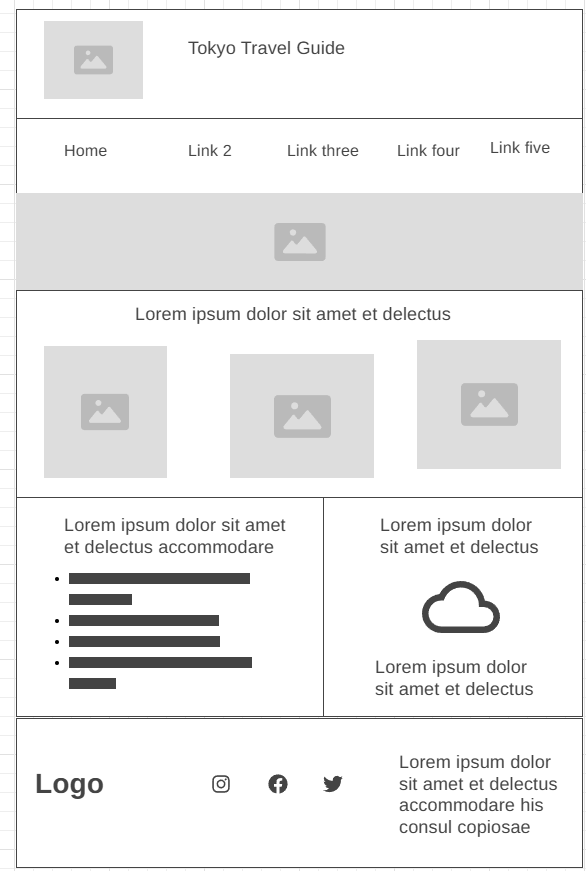 Tokyo Travel Guide
Home
Link 2
Link three
Link four
Link five
Lorem ipsum dolor sit amet et delectus
Lorem ipsum dolor sit amet
et delectus accommodare
Lorem ipsum dolor
sit amet et delectus
Lorem ipsum dolor
sit amet et delectus
Logo
Lorem ipsum dolor
sit amet et delectus
accommodare his
consul copiosae